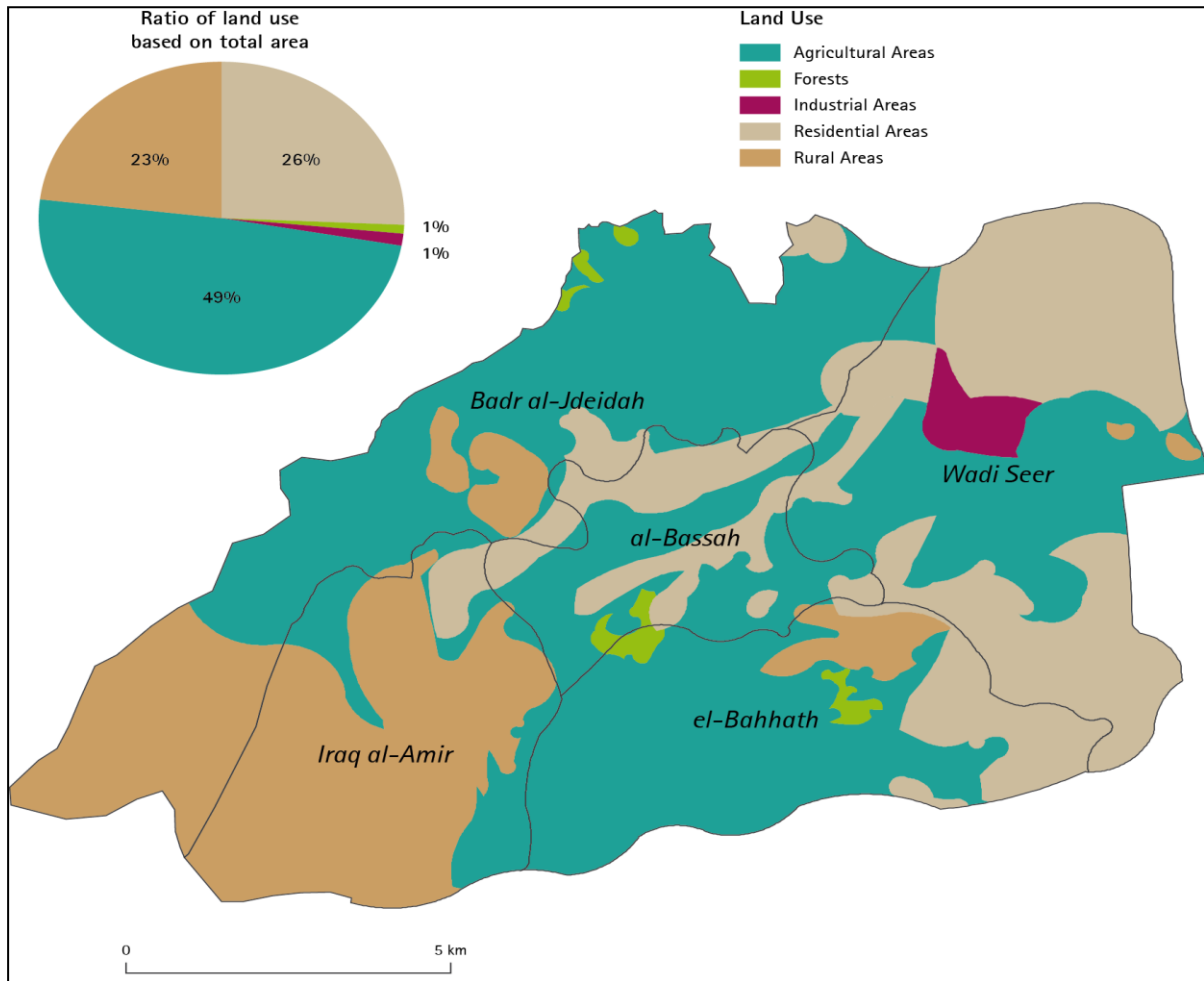 Ratio of land use
based on total area
23%
26%
1%
1%
49%
Land Use
Agricultural Areas
Forests
Industrial Areas
Residential Areas
Rural Areas
Badr al-Jdeidah
Wadi Seer
al-Bassah
el-Bahhath
Iraq al-Amir
0 5 km